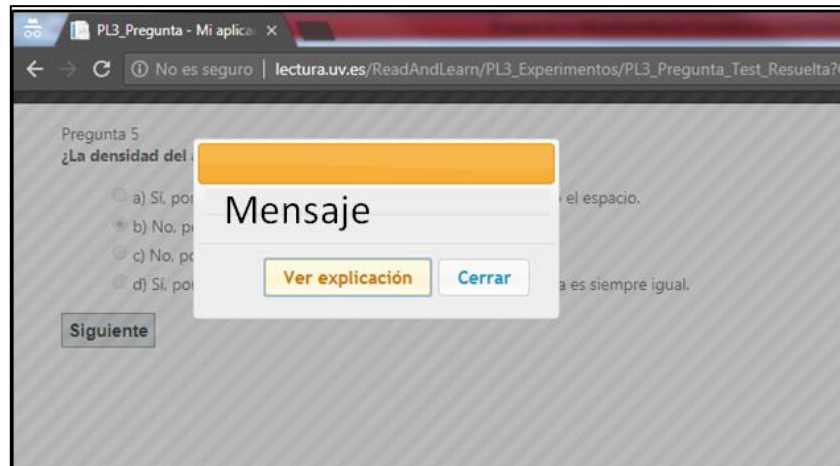 PL3_Pregunta - Mi aplica
No es seguro | lectura.uv.es/ReadAndLearn/PL3_Experimentos/PL3_Pregunta_Test_Resuelta?
Pregunta 5
¿La densidad del
a) Sí, por el espacio.
b) No, p
c) No, po
d) Sí, por a es siempre igual.
Mensaje
Ver explicación Cerrar
Siguiente